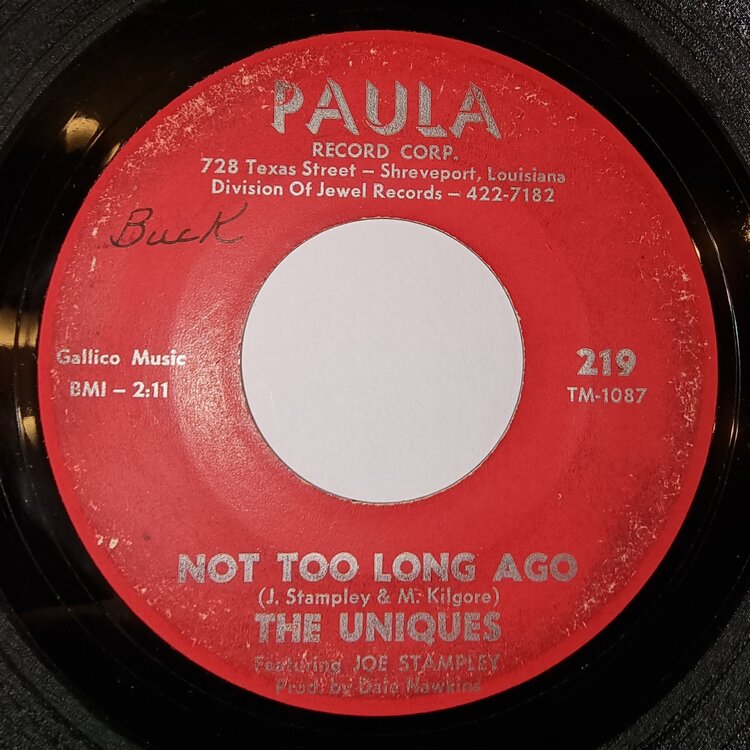 PAULA
RECORD CORP.
728 Texas Street – Shreveport, Louisiana
Division Of Jewel Records – 422-7182
Buck
Gallico Music
BMI – 2:11
219
TM-1087
NOT TOO LONG AGO
(J. Stampley & M. Kilgore)
THE UNIQUES
Featuring JOE STAMPLEY
Prod. by Dale Hawkins